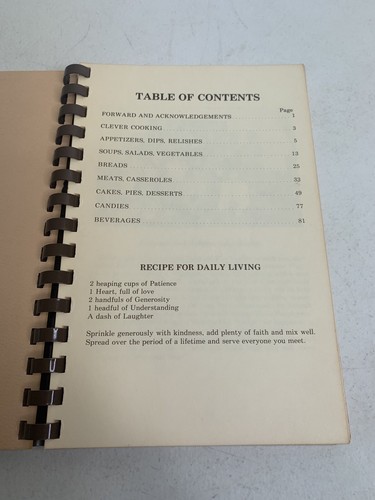 TABLE OF CONTENTS
Page
FORWARD AND ACKNOWLEDGEMENTS 1
CLEVER COOKING 3
APPETIZERS, DIPS, RELISHES 5
SOUPS, SALADS, VEGETABLES 13
BREADS 25
MEATS, CASSEROLES 33
CAKES, PIES, DESSERTS 49
CANDIES 77
BEVERAGES 81
RECIPE FOR DAILY LIVING
2 heaping cups of Patience
1 Heart, full of love
2 handfuls of Generosity
1 headful of Understanding
A dash of Laughter
Sprinkle generously with kindness, add plenty of faith and mix well.
Spread over the period of a lifetime and serve everyone you meet.